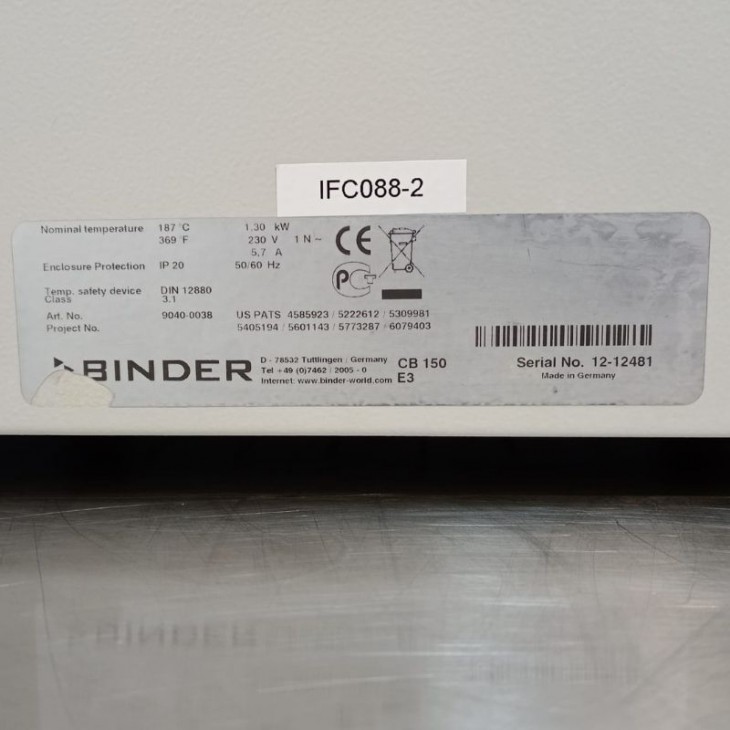 IFC088-2
Nominal temperature 187 °C 1,30 kW
369 °F 230 V 1 N ~
5,7 A
Enclosure Protection IP 20 50/60 Hz
Temp. safety device DIN 12880
Class 3.1
Art. No. 9040-0038 US PATS 4585923 / 5222612 / 5309981
Project No. 5405194 / 5601143 / 5773287 / 6079403
CE
PG
BINDER
D - 78532 Tuttlingen / Germany
Tel +49 (0)7462 / 2005 - 0
Internet: www.binder-world.com
CB 150
E3
Serial No. 12-12481
Made in Germany